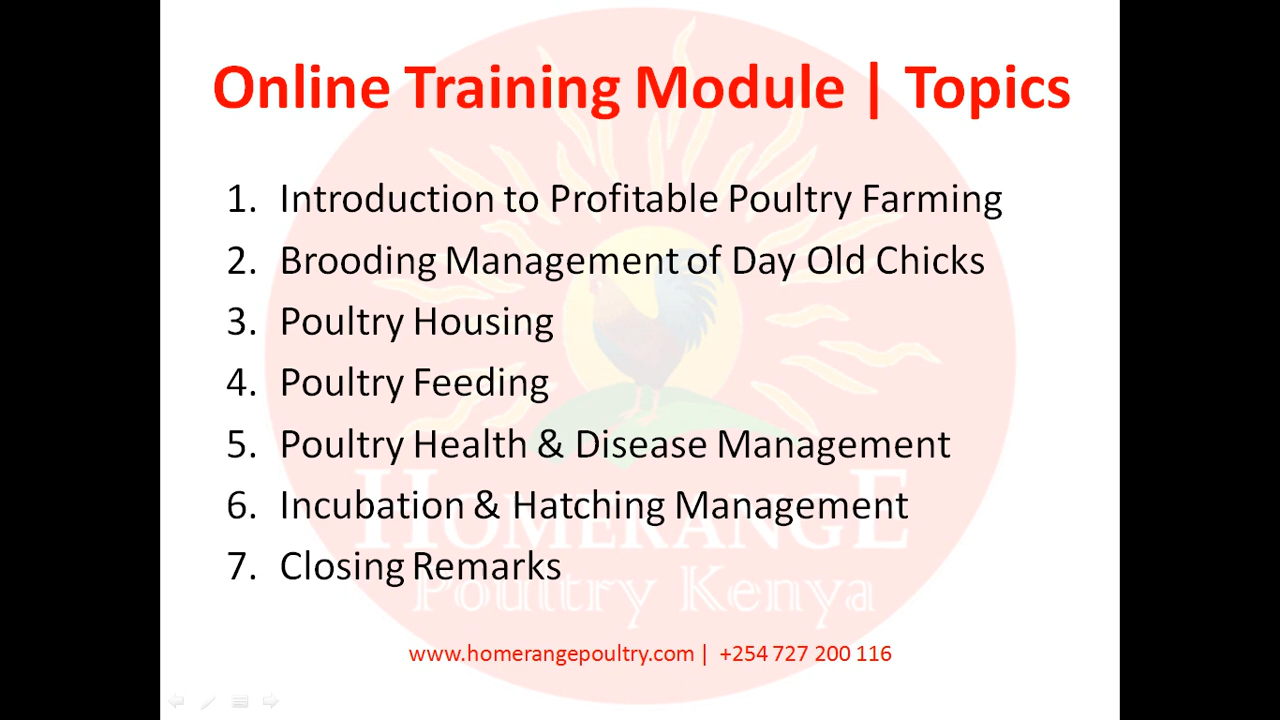 Online Training Module | Topics
1. Introduction to Profitable Poultry Farming
2. Brooding Management of Day Old Chicks
3. Poultry Housing
4. Poultry Feeding
5. Poultry Health & Disease Management
6. Incubation & Hatching Management
HOMERANGE
7. Closing Remarks
Poultry Kenya
www.homerangepoultry.com | +254 727 200 116